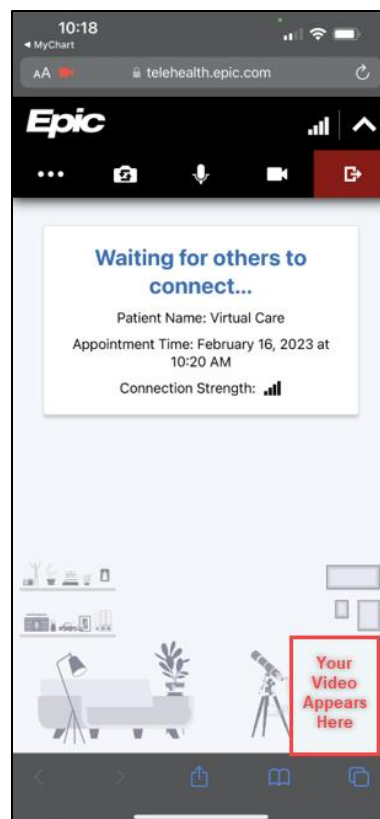 10:18
◀ MyChart
AA telehealth.epic.com
Epic
Waiting for others to
connect...
Patient Name: Virtual Care
Appointment Time: February 16, 2023 at
10:20 AM
Connection Strength:
Your
Video
Appears
Here